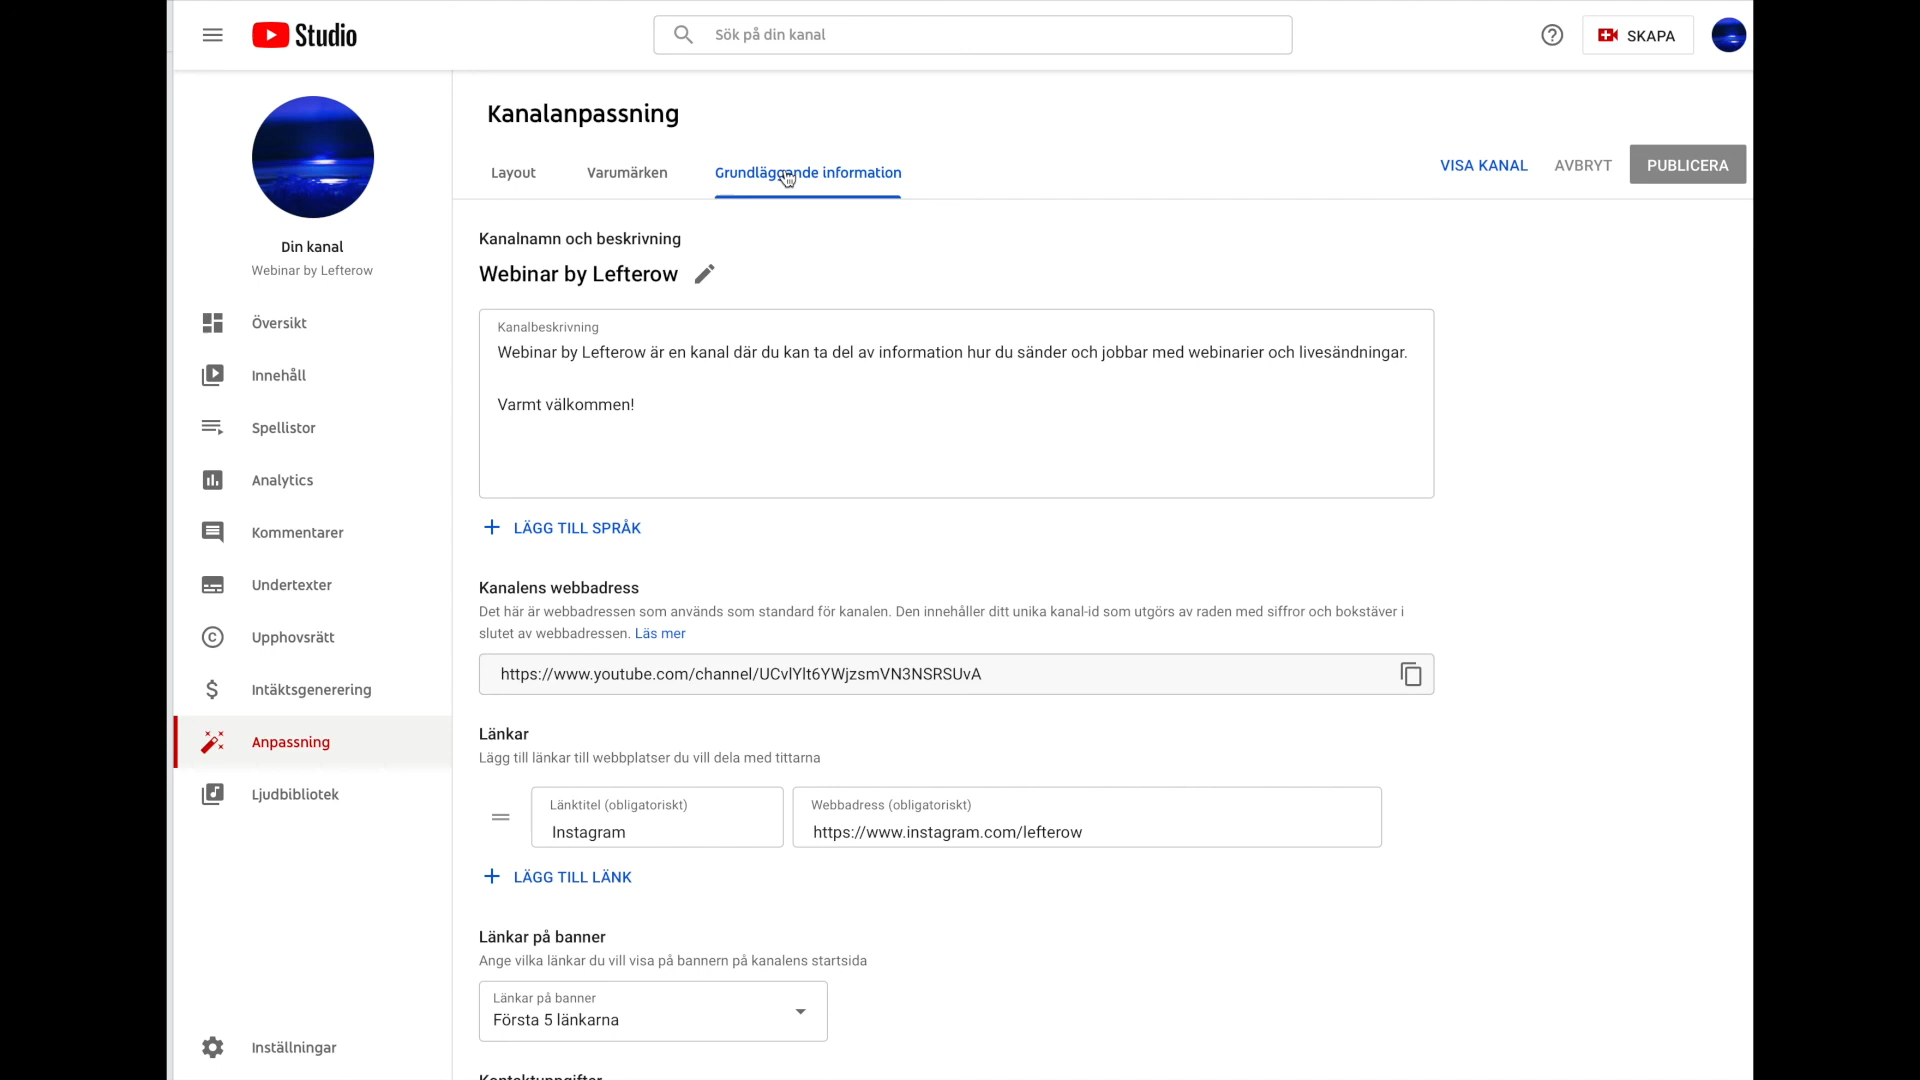 Studio
Sök på din kanal
SKAPA
Din kanal
Webinar by Lefterow
Översikt
Innehåll
Spellistor
Analytics
Kommentarer
Undertexter
Upphovsrätt
Intäktsgenerering
Anpassning
Ljudbibliotek
Inställningar
Kanalanpassning
Layout
Varumärken
Grundläggande information
VISA KANAL
AVBRYT
PUBLICERA
Kanalnamn och beskrivning
Webinar by Lefterow
Kanalbeskrivning
Webinar by Lefterow är en kanal där du kan ta del av information hur du sänder och jobbar med webinarier och livesändningar.
Varmt välkommen!
LÄGG TILL SPRÅK
Kanalens webbadress
Det här är webbadressen som används som standard för kanalen. Den innehåller ditt unika kanal-id som utgörs av raden med siffror och bokstäver i
slutet av webbadressen. Läs mer
https://www.youtube.com/channel/UCvlYlt6YWjzsmVN3NSRSUvA
Länkar
Lägg till länkar till webbplatser du vill dela med tittarna
Länktitel (obligatoriskt)
Instagram
Webbadress (obligatoriskt)
https://www.instagram.com/lefterow
LÄGG TILL LÄNK
Länkar på banner
Ange vilka länkar du vill visa på bannern på kanalens startsida
Länkar på banner
Första 5 länkarna
Kontaktuppgifter